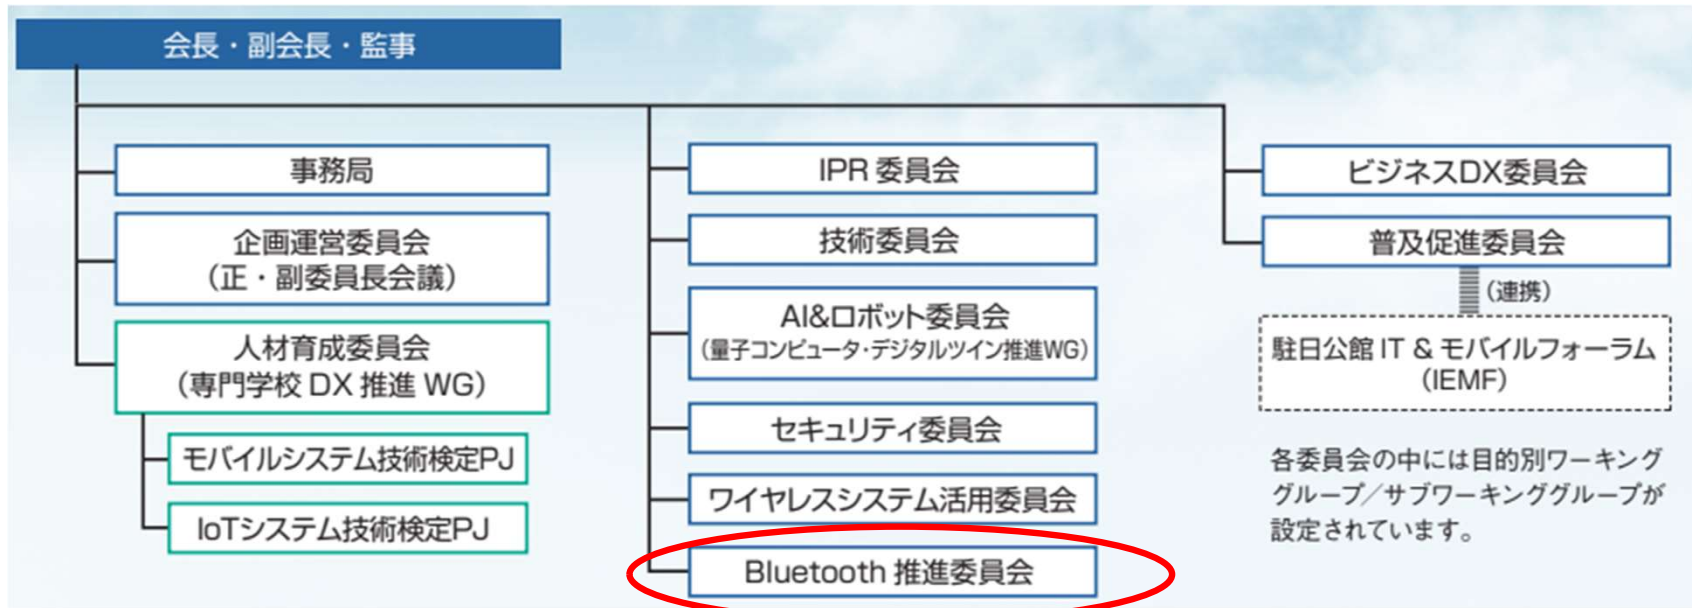 会長・副会長・監事
事務局
企画運営委員会
（正・副委員長会議）
人材育成委員会
（専門学校 DX 推進 WG）
モバイルシステム技術検定PJ
IoTシステム技術検定PJ
IPR 委員会
技術委員会
AI&ロボット委員会
（量子コンピュータ・デジタルツイン推進WG）
セキュリティ委員会
ワイヤレスシステム活用委員会
Bluetooth 推進委員会
ビジネスDX委員会
普及促進委員会
（連携）
駐日公館 IT & モバイルフォーラム
（IEMF）
各委員会の中には目的別ワーキング
グループ／サブワーキンググループが
設定されています。